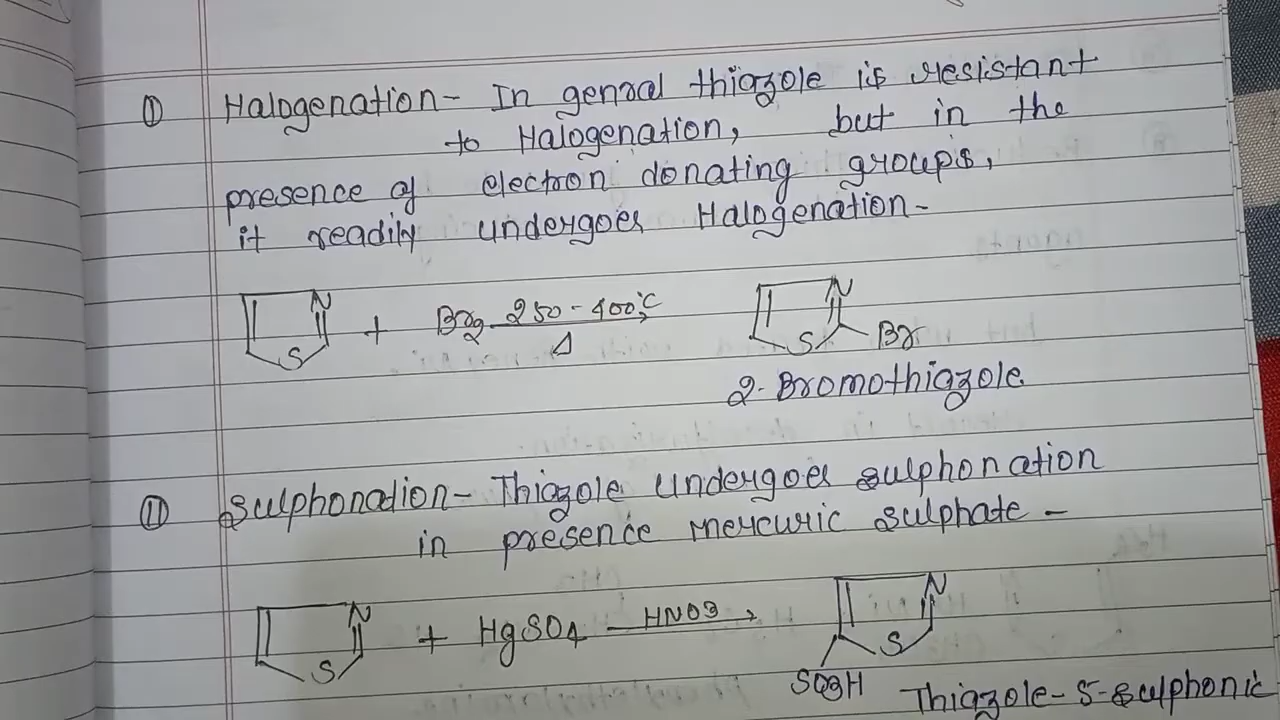 ① Halogenation - In genral thiazole is resistant
to Halogenation, but in the
presence of electron donating groups,
it readily undergoes Halogenation -
N S + Br2 250 - 400°C Δ N S Br
2-Bromothiazole.
② Sulphonation - Thiazole undergoes sulphonation
in presence mercuric sulphate -
N S + HgSO4 HNO3 → N S
SO3H Thiazole-5-sulphonic